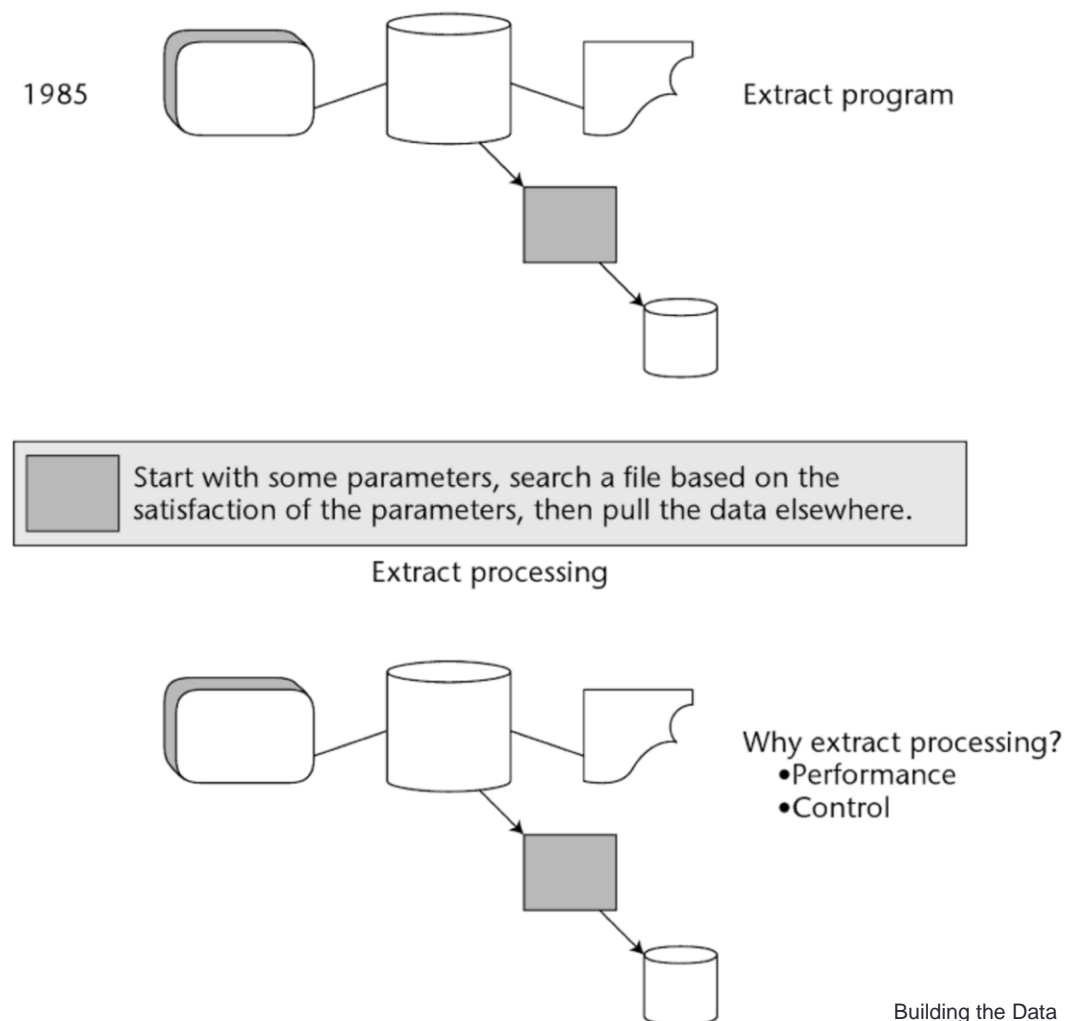 1985
Extract program
Start with some parameters, search a file based on the
satisfaction of the parameters, then pull the data elsewhere.
Extract processing
Why extract processing?
•Performance
•Control
Building the Data